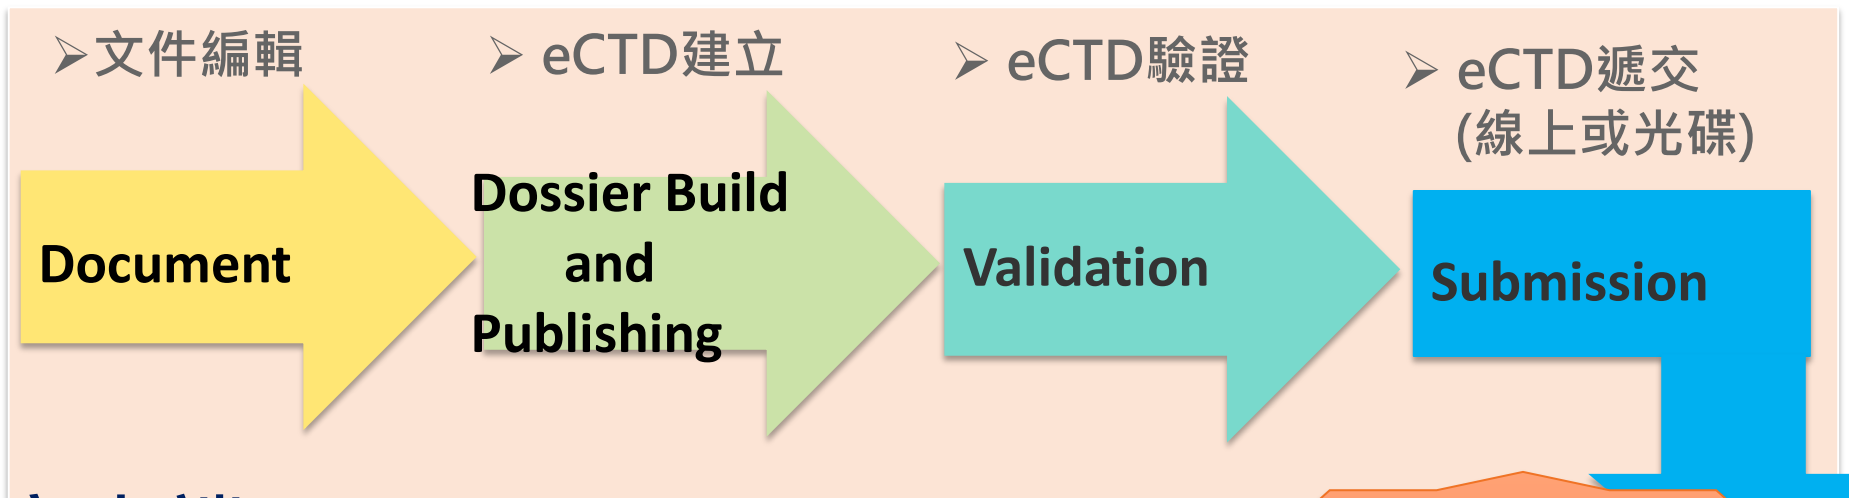 ➢文件編輯
➢ eCTD建立
➢ eCTD驗證
➢ eCTD遞交
(線上或光碟)
Document
Dossier Build
and
Publishing
Validation
Submission